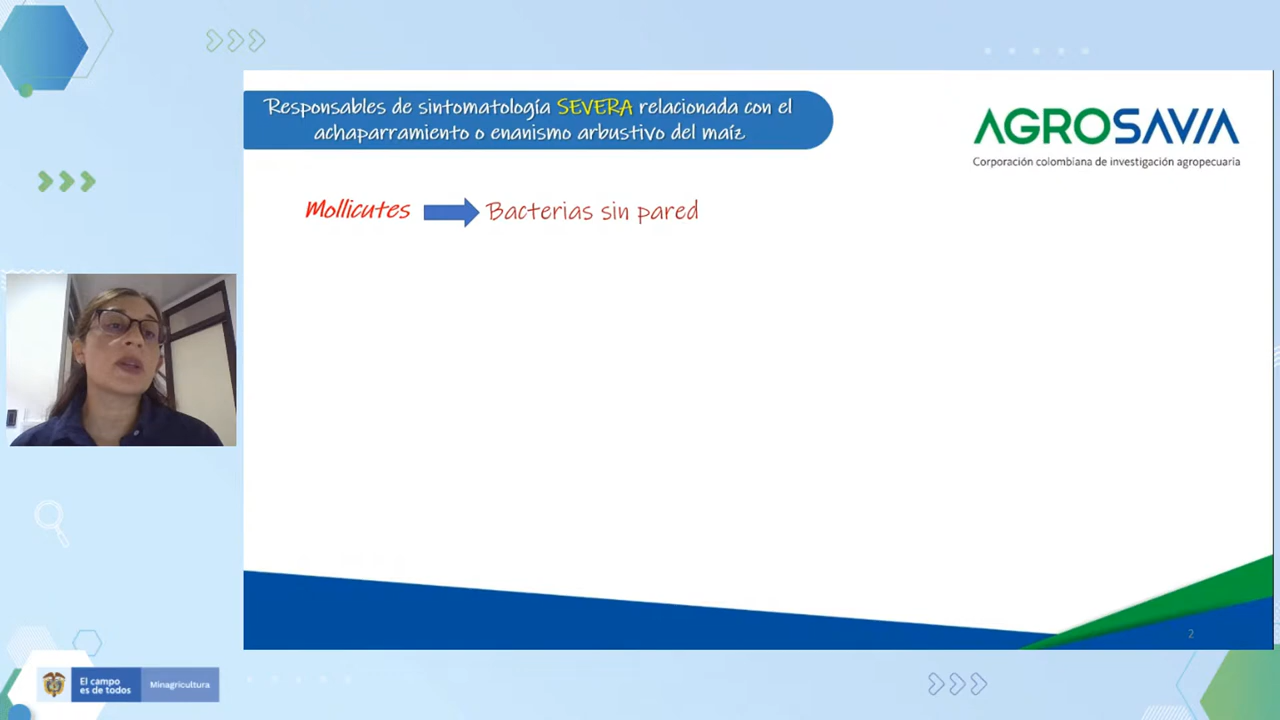 Responsables de sintomatología SEVERA relacionada con el
achaparramiento o enanismo arbustivo del maíz
AGROSAVIA
Corporación colombiana de investigación agropecuaria
Mollicutes
Bacterias sin pared
2
El campo
es de todos
Minagricultura